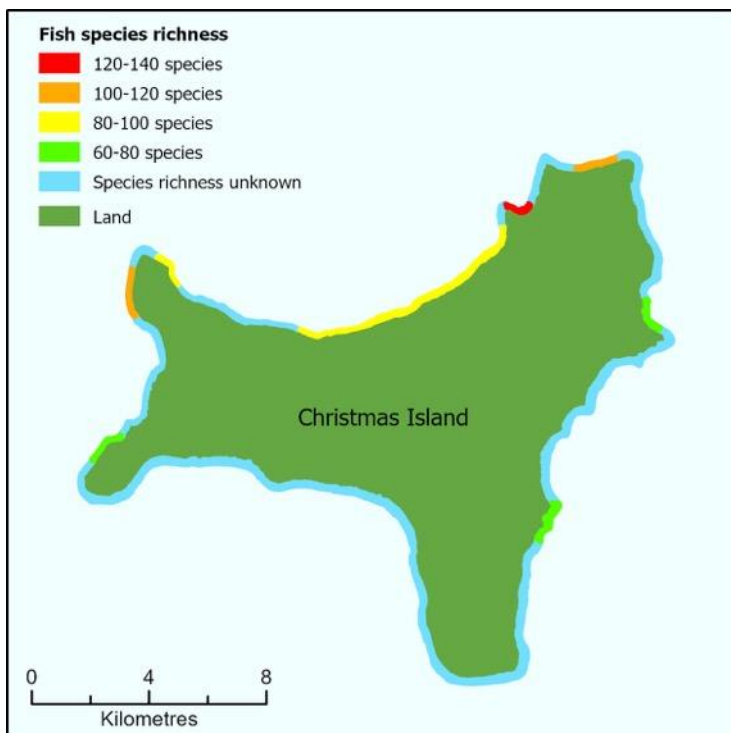 Fish species richness
120-140 species
100-120 species
80-100 species
60-80 species
Species richness unknown
Land
Christmas Island
0 4 8
Kilometres